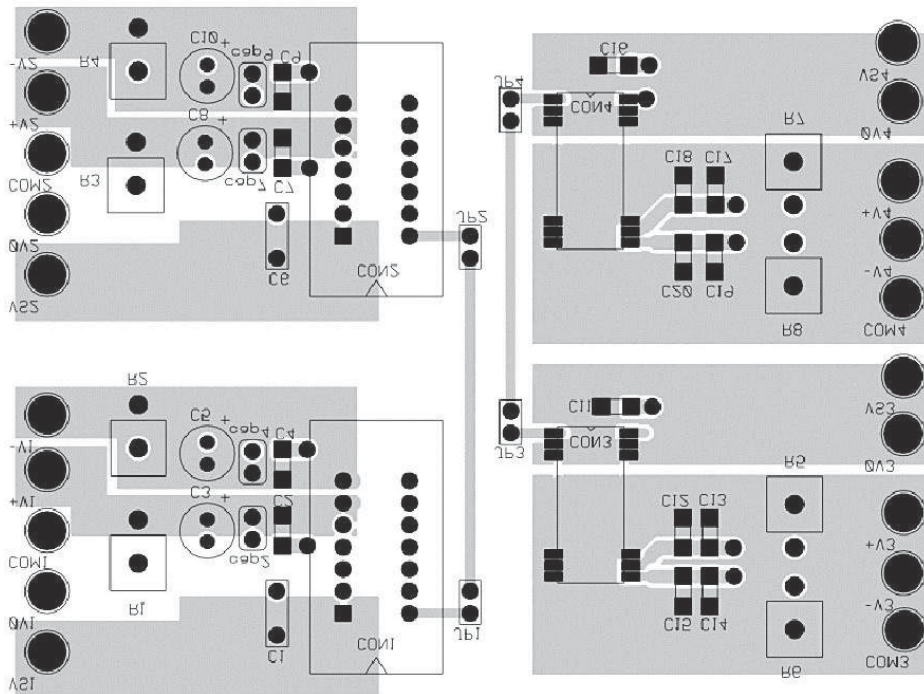 -V2
+V2
COM2
0V2
VS2
R4
R3
C10
+
cap9
C9
C8
+
cap7
C7
C6
CON2
JP2
-V1
+V1
COM1
0V1
VS1
R2
R1
C5
+
cap4
C4
C3
+
cap2
C2
C1
CON1
JP1
JP4
C16
CON4
VS4
0V4
R7
C18
C17
+V4
-V4
C20
C19
R8
COM4
JP3
C11
CON3
VS3
0V3
R5
C12
C13
+V3
-V3
C15
C14
R6
COM3